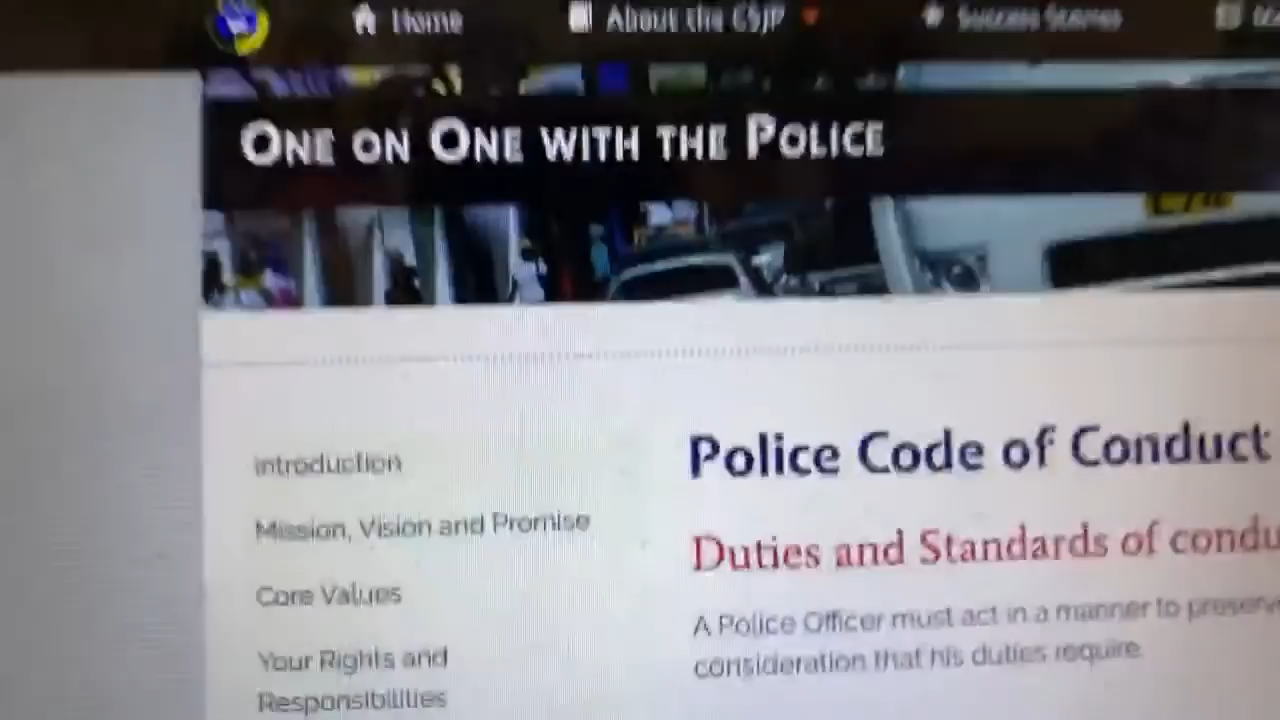 Home
About the CSJP
Success Stories
ONE ON ONE WITH THE POLICE
Introduction
Mission, Vision and Promise
Core Values
Your Rights and
Responsibilities
Police Code of Conduct
Duties and Standards of condu
A Police Officer must act in a manner to preserv
consideration that his duties require.